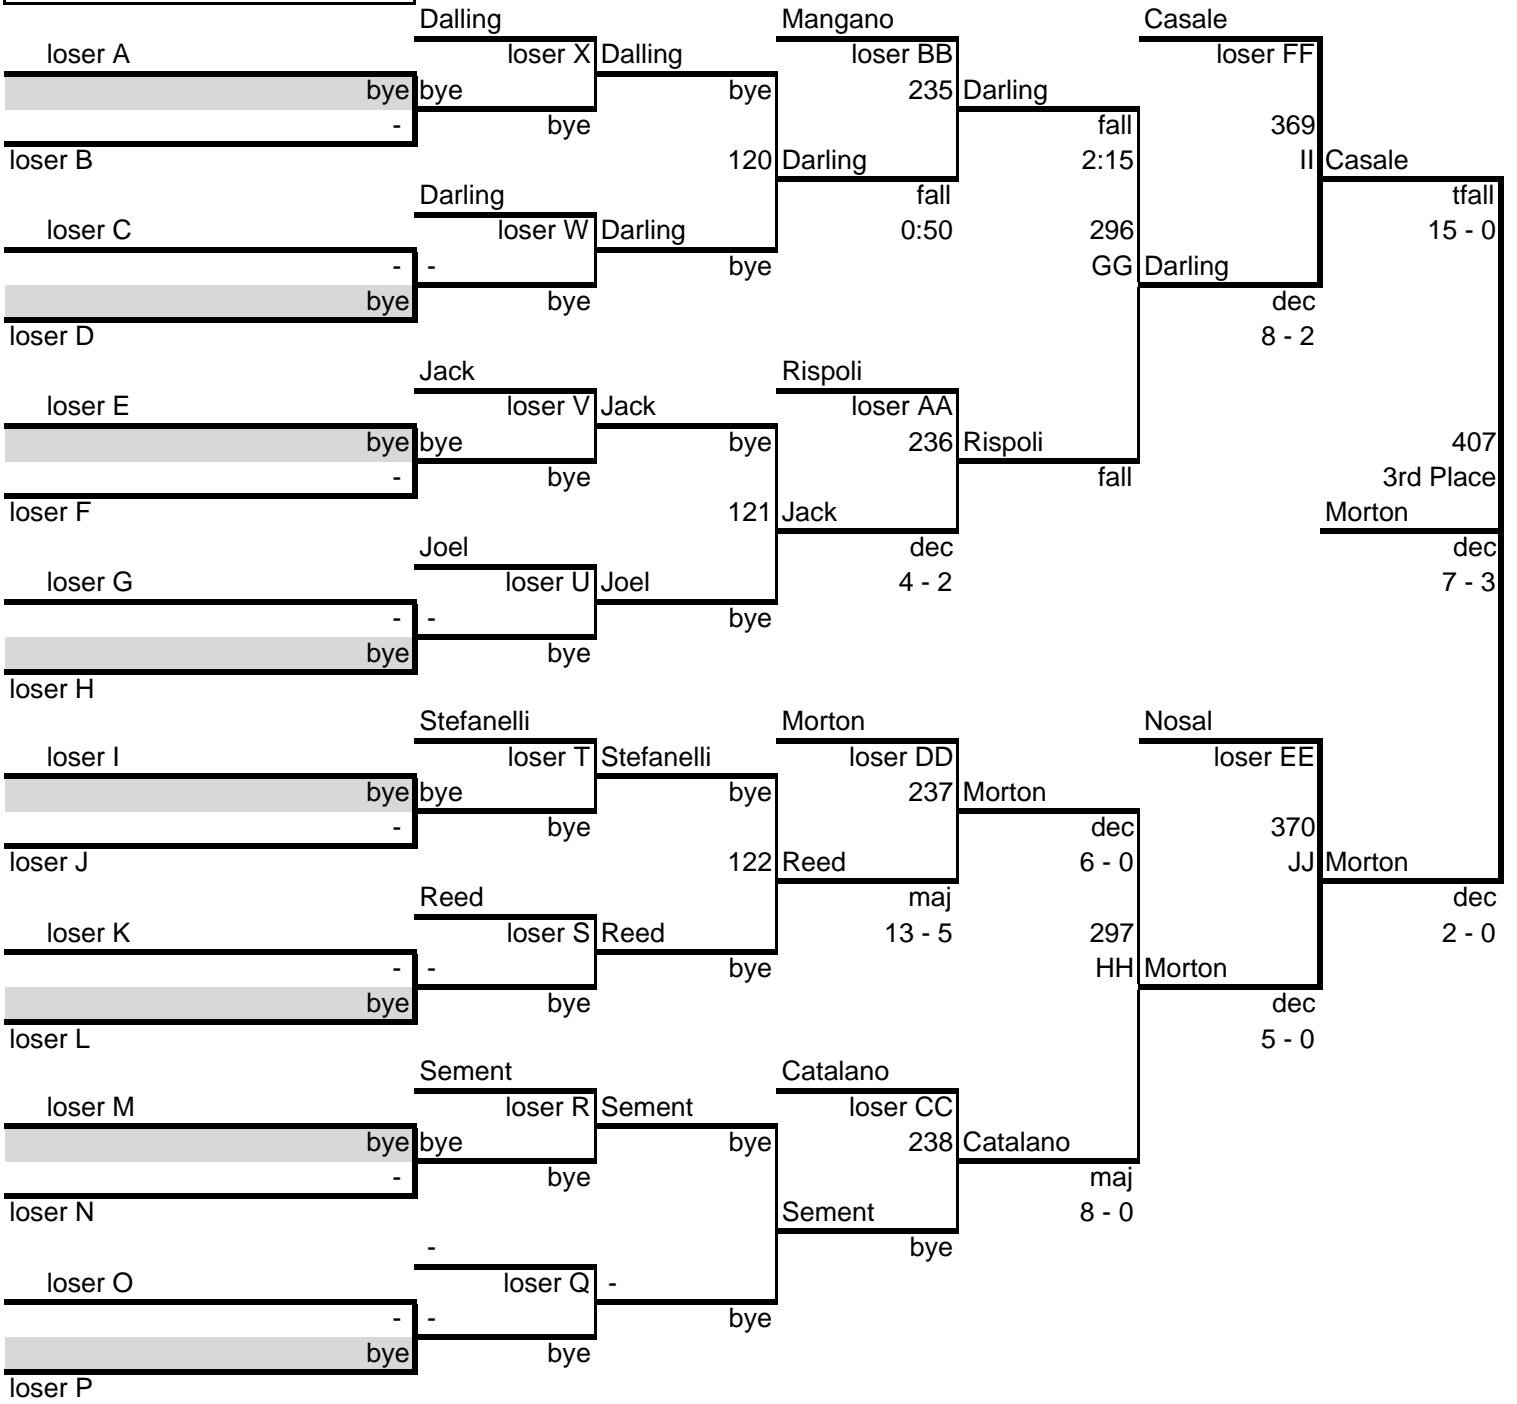 Dalling Mangano Casale
loser A loser X Dalling loser BB loser FF
bye bye bye 235 Darling
- bye fall 369
loser B 120 Darling 2:15 II Casale
Darling fall tfall
loser C loser W Darling 0:50 296 15 - 0
- - bye GG Darling
bye bye dec
loser D 8 - 2
Jack Rispoli
loser E loser V Jack loser AA
bye bye bye 236 Rispoli 407
- bye fall 3rd Place
loser F 121 Jack Morton
Joel dec dec
loser G loser U Joel 4 - 2 7 - 3
- - bye
bye bye
loser H
Stefanelli Morton Nosal
loser I loser T Stefanelli loser DD loser EE
bye bye bye 237 Morton
- bye dec 370
loser J 122 Reed 6 - 0 JJ Morton
Reed maj dec
loser K loser S Reed 13 - 5 297 2 - 0
- - bye HH Morton
bye bye dec
loser L 5 - 0
Sement Catalano
loser M loser R Sement loser CC
bye bye bye 238 Catalano
- bye maj
loser N Sement 8 - 0
- bye
loser O loser Q -
- - bye
bye bye
loser P